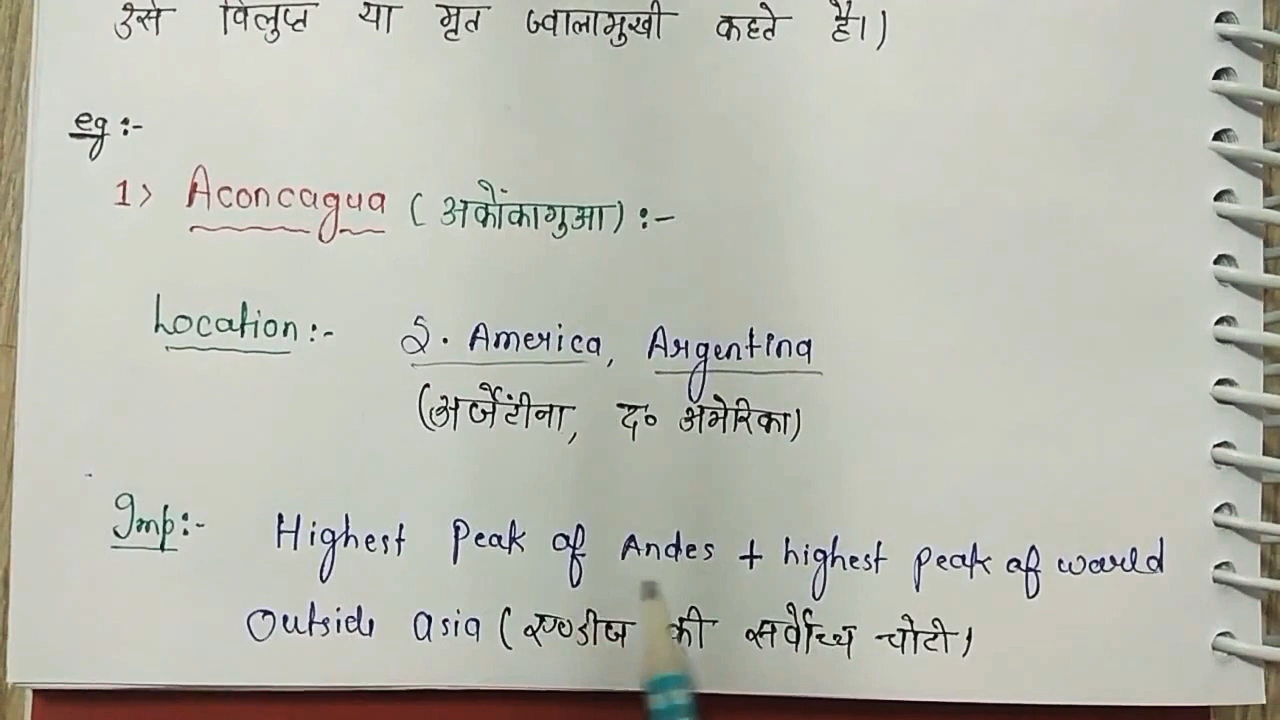 उसे विलुप्त या मृत ज्वालामुखी कहते है।)
eg :-
1> Aconcagua (अकोंकागुआ) :-
Location :- S. America, Argentina
(अर्जेंटीना, द० अमेरिका)
Imp :- Highest Peak of Andes + highest peak of world
outside asia (एण्डीज की सर्वोच्च चोटी)